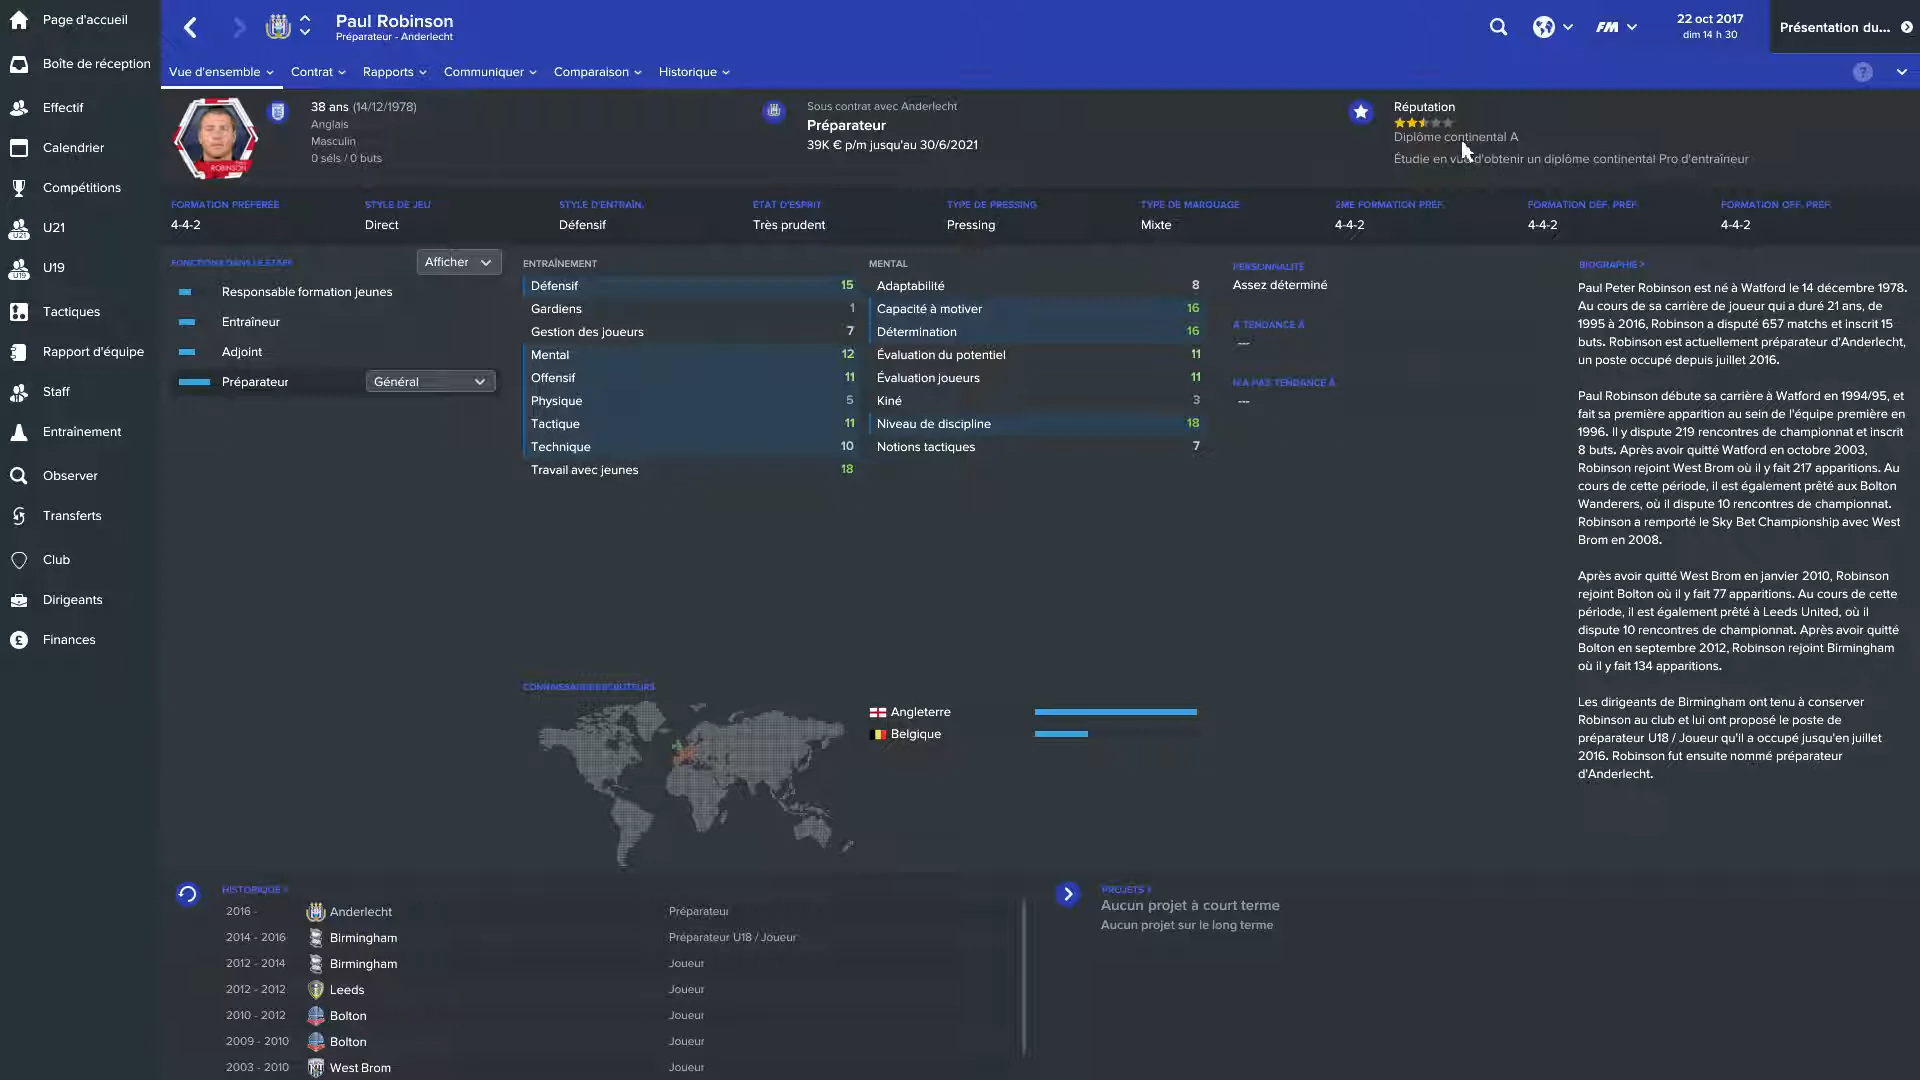 Page d'accueil
Boîte de réception
Effectif
Calendrier
Compétitions
U21
U19
Tactiques
Rapport d'équipe
Staff
Entraînement
Observer
Transferts
Club
Dirigeants
Finances
Paul Robinson
Préparateur - Anderlecht
FM
22 oct 2017
dim 14 h 30
Présentation du...
Vue d'ensemble
Contrat
Rapports
Communiquer
Comparaison
Historique
?
ROBINSON
38 ans (14/12/1978)
Anglais
Masculin
0 séls / 0 buts
Sous contrat avec Anderlecht
Préparateur
39K € p/m jusqu'au 30/6/2021
Réputation
Diplôme continental A
Étudie en vue d'obtenir un diplôme continental Pro d'entraîneur
FORMATION PRÉFÉRÉE
4-4-2
STYLE DE JEU
Direct
STYLE D'ENTRAÎN.
Défensif
ÉTAT D'ESPRIT
Très prudent
TYPE DE PRESSING
Pressing
TYPE DE MARQUAGE
Mixte
2ME FORMATION PRÉF.
4-4-2
FORMATION DÉF. PRÉF.
4-4-2
FORMATION OFF. PRÉF.
4-4-2
FONCTIONS DANS LE STAFF
Afficher
Responsable formation jeunes
Entraîneur
Adjoint
Préparateur
Général
ENTRAÎNEMENT
Défensif 15
Gardiens 1
Gestion des joueurs 7
Mental 12
Offensif 11
Physique 5
Tactique 11
Technique 10
Travail avec jeunes 18
MENTAL
Adaptabilité 8
Capacité à motiver 16
Détermination 16
Évaluation du potentiel 11
Évaluation joueurs 11
Kiné 3
Niveau de discipline 18
Notions tactiques 7
PERSONNALITÉ
Assez déterminé
A TENDANCE À
---
N'A PAS TENDANCE À
---
BIOGRAPHIE >
Paul Peter Robinson est né à Watford le 14 décembre 1978.
Au cours de sa carrière de joueur qui a duré 21 ans, de
1995 à 2016, Robinson a disputé 657 matchs et inscrit 15
buts. Robinson est actuellement préparateur d'Anderlecht,
un poste occupé depuis juillet 2016.
Paul Robinson débute sa carrière à Watford en 1994/95, et
fait sa première apparition au sein de l'équipe première en
1996. Il y dispute 219 rencontres de championnat et inscrit
8 buts. Après avoir quitté Watford en octobre 2003,
Robinson rejoint West Brom où il y fait 217 apparitions. Au
cours de cette période, il est également prêté aux Bolton
Wanderers, où il dispute 10 rencontres de championnat.
Robinson a remporté le Sky Bet Championship avec West
Brom en 2008.
Après avoir quitté West Brom en janvier 2010, Robinson
rejoint Bolton où il y fait 77 apparitions. Au cours de cette
période, il est également prêté à Leeds United, où il
dispute 10 rencontres de championnat. Après avoir quitté
Bolton en septembre 2012, Robinson rejoint Birmingham
où il y fait 134 apparitions.
Les dirigeants de Birmingham ont tenu à conserver
Robinson au club et lui ont proposé le poste de
préparateur U18 / Joueur qu'il a occupé jusqu'en juillet
2016. Robinson fut ensuite nommé préparateur
d'Anderlecht.
Angleterre
Belgique
HISTORIQUE >
2016 - Anderlecht Préparateur
2014 - 2016 Birmingham Préparateur U18 / Joueur
2012 - 2014 Birmingham Joueur
2012 - 2012 Leeds Joueur
2010 - 2012 Bolton Joueur
2009 - 2010 Bolton Joueur
2003 - 2010 West Brom Joueur
PROJETS >
Aucun projet à court terme
Aucun projet sur le long terme